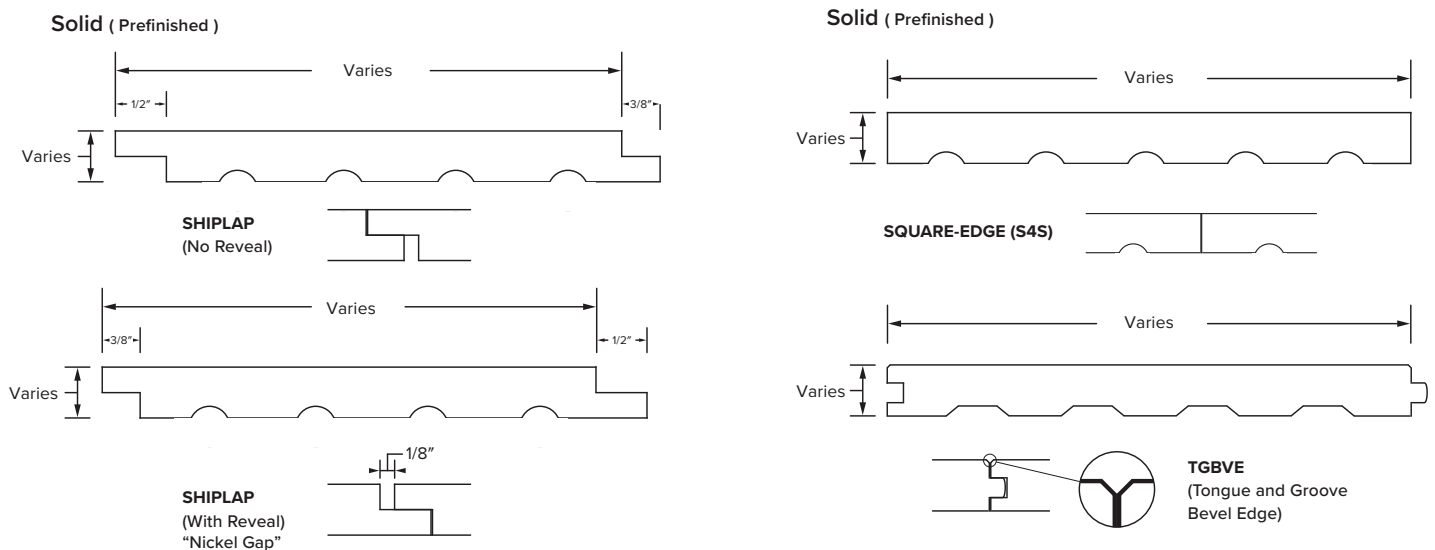 Solid ( Prefinished )
Varies
1/2″
3/8″
Varies
SHIPLAP
(No Reveal)
Varies
3/8″
1/2″
Varies
1/8″
SHIPLAP
(With Reveal)
“Nickel Gap”
Solid ( Prefinished )
Varies
Varies
SQUARE-EDGE (S4S)
Varies
Varies
TGBVE
(Tongue and Groove
Bevel Edge)